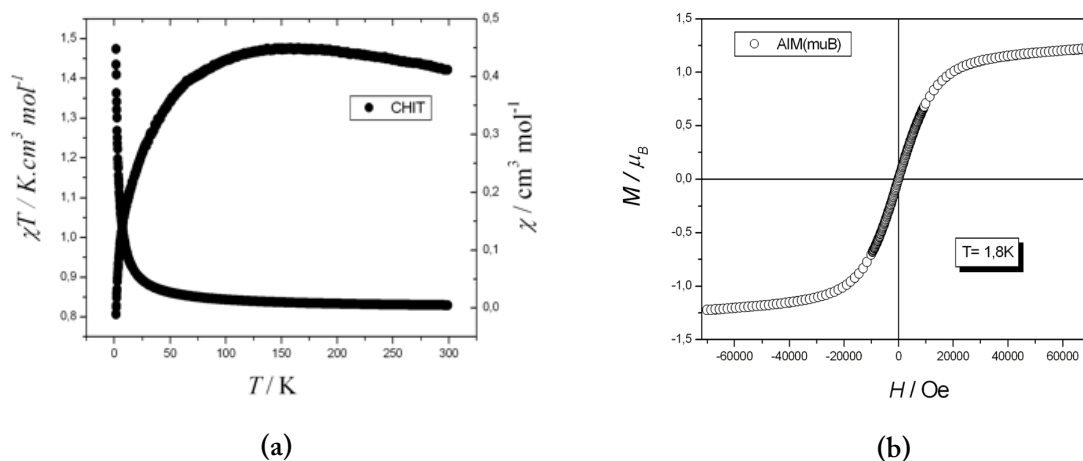 χT / K.cm³ mol⁻¹
1,5
1,4
1,3
1,2
1,1
1,0
0,9
0,8
CHIT
0,5
0,4
0,3
0,2
0,1
0,0
χ / cm³ mol⁻¹
0 50 100 150 200 250 300
T / K
(a)
M / μB
1,5
1,0
0,5
0,0
-0,5
-1,0
-1,5
AIM(muB)
T= 1,8K
-60000 -40000 -20000 0 20000 40000 60000
H / Oe
(b)